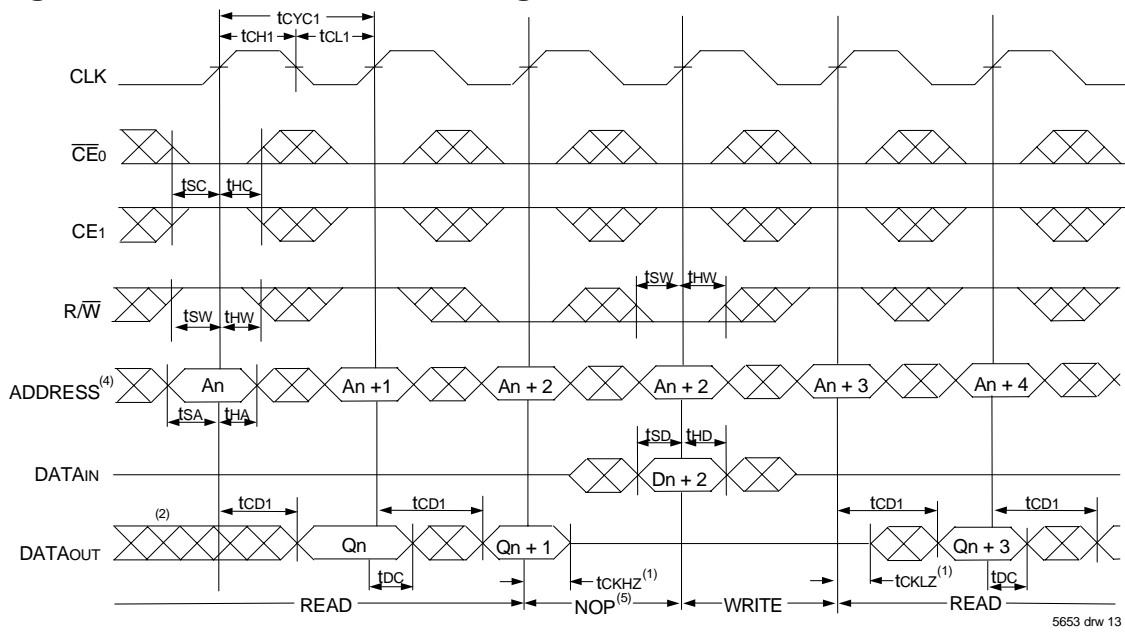 tCYC1
tCH1 tCL1
CLK
CE0
tSC tHC
CE1
tSW tHW
R/W
tSW tHW
ADDRESS(4) An An +1 An + 2 An + 2 An + 3 An + 4
tSA tHA
tSD tHD
DATAIN Dn + 2
tCD1 tCD1 tCD1 tCD1
(2)
DATAOUT Qn Qn + 1 Qn + 3
tDC tCKHZ(1) tCKLZ(1) tDC
READ NOP(5) WRITE READ
5653 drw 13